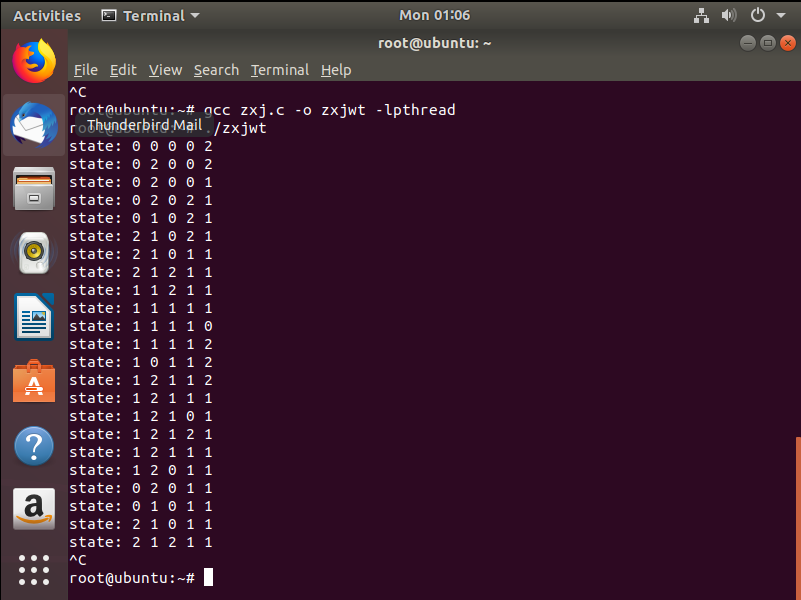 Activities Terminal Mon 01:06
root@ubuntu: ~
File Edit View Search Terminal Help
^C
root@ubuntu:~# gcc zxj.c -o zxjwt -lpthread
root@ubuntu:~# ./zxjwt
Thunderbird Mail
state: 0 0 0 0 2
state: 0 2 0 0 2
state: 0 2 0 0 1
state: 0 2 0 2 1
state: 0 1 0 2 1
state: 2 1 0 2 1
state: 2 1 0 1 1
state: 2 1 2 1 1
state: 1 1 2 1 1
state: 1 1 1 1 1
state: 1 1 1 1 0
state: 1 1 1 1 2
state: 1 0 1 1 2
state: 1 2 1 1 2
state: 1 2 1 1 1
state: 1 2 1 0 1
state: 1 2 1 2 1
state: 1 2 1 1 1
state: 1 2 0 1 1
state: 0 2 0 1 1
state: 0 1 0 1 1
state: 2 1 0 1 1
state: 2 1 2 1 1
^C
root@ubuntu:~#